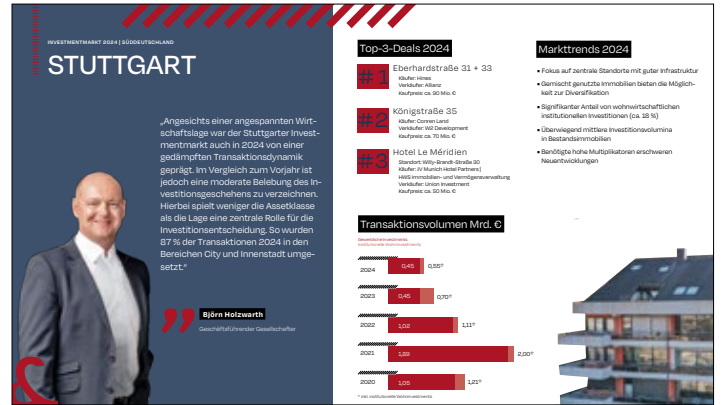 INVESTMENTMARKT 2024 | SÜDDEUTSCHLAND
STUTTGART
„Angesichts einer angespannten Wirt-
schaftslage war der Stuttgarter Invest-
mentmarkt auch in 2024 von einer
gedämpften Transaktionsdynamik
geprägt. Im Vergleich zum Vorjahr ist
jedoch eine moderate Belebung des In-
vestitionsgeschehens zu verzeichnen.
Hierbei spielt weniger die Assetklasse
als die Lage eine zentrale Rolle für die
Investitionsentscheidung. So wurden
87 % der Transaktionen 2024 in den
Bereichen City und Innenstadt umge-
setzt.“
Björn Holzwarth
Geschäftsführender Gesellschafter
&
Top-3-Deals 2024
#1
Eberhardstraße 31 + 33
Käufer: Hines
Verkäufer: Allianz
Kaufpreis: ca. 90 Mio. €
#2
Königstraße 35
Käufer: Conren Land
Verkäufer: W2 Development
Kaufpreis: ca. 70 Mio. €
#3
Hotel Le Méridien
Standort: Willy-Brandt-Straße 30
Käufer: JV Munich Hotel Partners |
HWS Immobilien- und Vermögensverwaltung
Verkäufer: Union Investment
Kaufpreis: ca. 50 Mio. €
Markttrends 2024
• Fokus auf zentrale Standorte mit guter Infrastruktur
• Gemischt genutzte Immobilien bieten die Möglich-
keit zur Diversifikation
• Signifikanter Anteil von wohnwirtschaftlichen
institutionellen Investitionen (ca. 18 %)
• Überwiegend mittlere Investitionsvolumina
in Bestandsimmobilien
• Benötigte hohe Multiplikatoren erschweren
Neuentwicklungen
Transaktionsvolumen Mrd. €
Gewerbliche Investments
Institutionelle Wohninvestments
2024 0,45 0,55*
2023 0,45 0,70*
2022 1,02 1,11*
2021 1,89 2,00*
2020 1,05 1,21*
* inkl. institutionelle Wohninvestments